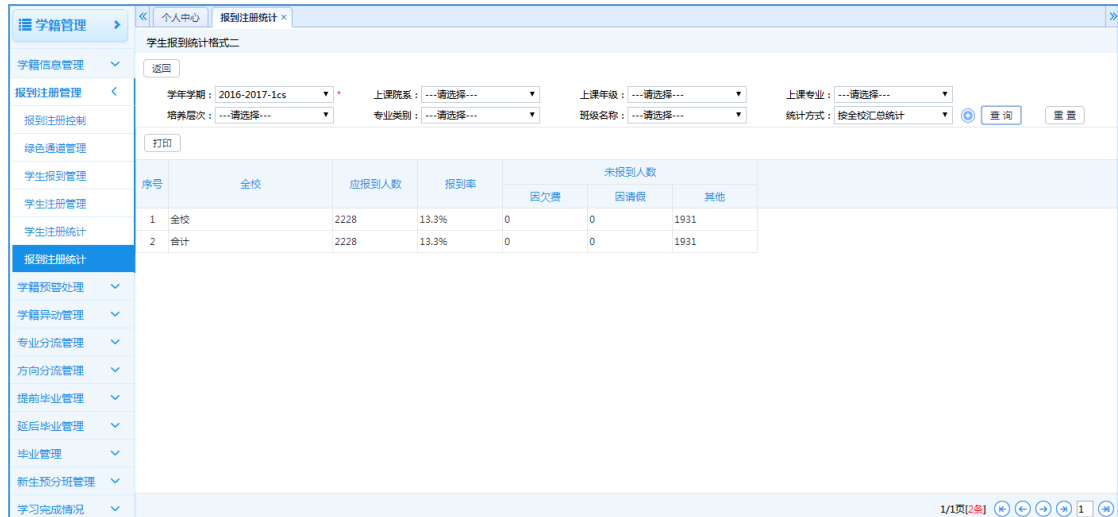 学籍管理
个人中心 报到注册统计 ×
学生报到统计格式二
学籍信息管理
返回
报到注册管理
学年学期：2016-2017-1cs * 上课院系：---请选择--- 上课年级：---请选择--- 上课专业：---请选择---
培养层次：---请选择--- 专业类别：---请选择--- 班级名称：---请选择--- 统计方式：按全校汇总统计 查 询 重 置
报到注册控制
打印
绿色通道管理
学生报到管理
学生注册管理
学生注册统计
报到注册统计
学籍预警处理
学籍异动管理
专业分流管理
方向分流管理
提前毕业管理
延后毕业管理
毕业管理
新生预分班管理
学习完成情况
序号 全校 应报到人数 报到率 未报到人数
因欠费 因请假 其他
1 全校 2228 13.3% 0 0 1931
2 合计 2228 13.3% 0 0 1931
1/1页[2条] 1